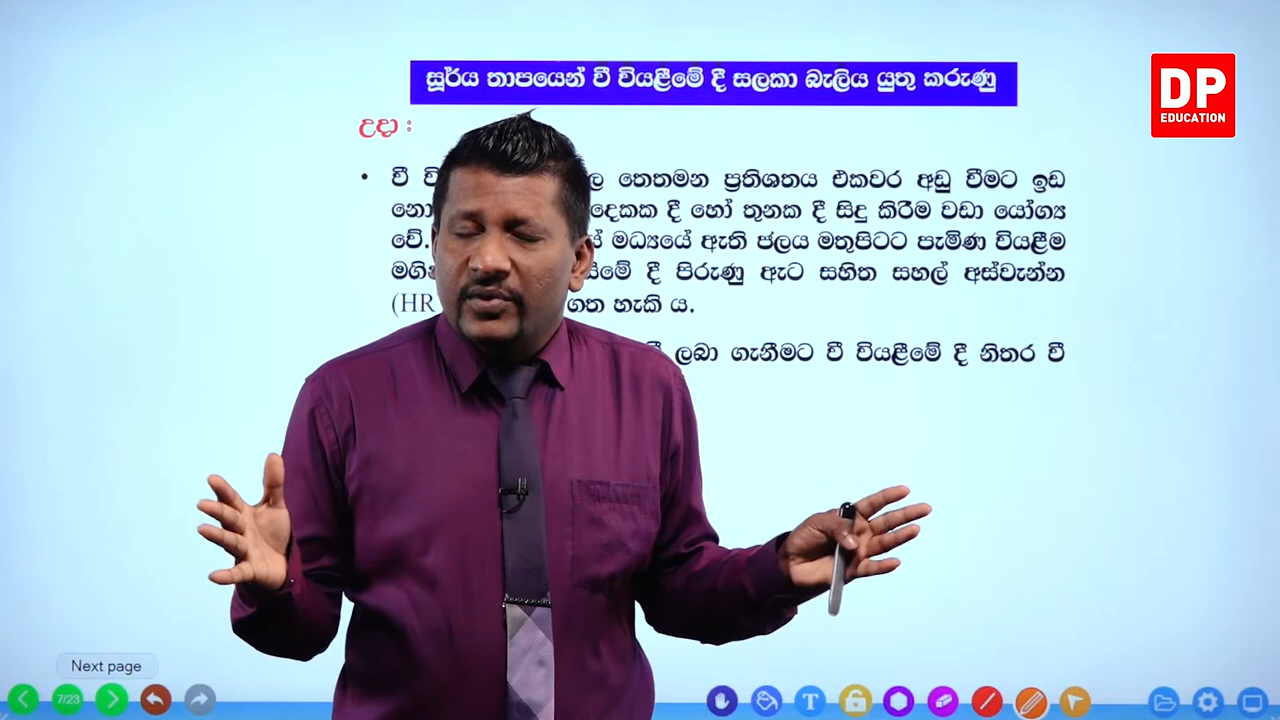 සූර්ය තාපයෙන් වී වියළීමේ දී සලකා බැලිය යුතු කරුණු
DP
EDUCATION
උදා :
• වී තෙතමන ප්‍රතිශතය එකවර අඩු වීමට ඉඩ
දෙකක දී හෝ තුනක දී සිදු කිරීම වඩා යෝග්‍ය
වේ. මධ්‍යයේ ඇති ජලය මතුපිටට පැමිණ වියළීම
දී පිරුණු ඇට සහිත සහල් අස්වැන්න
(HR ගත හැකි ය.
ලබා ගැනීමට වී වියළීමේ දී නිතර වී
Next page
7/23